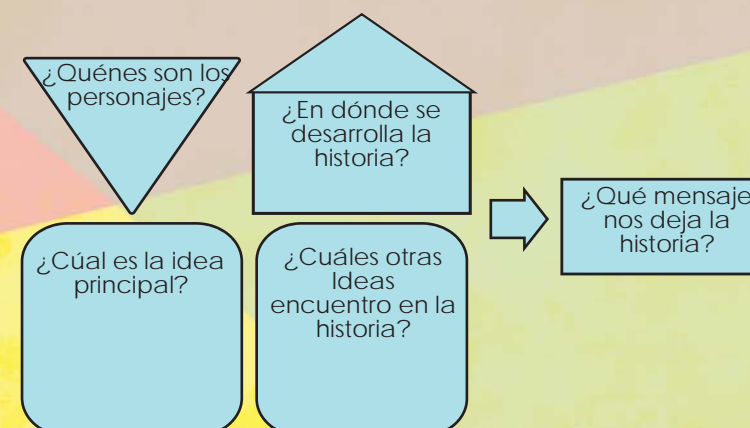 ¿Quénes son los
personajes?
¿En dónde se
desarrolla la
historia?
¿Cúal es la idea
principal?
¿Cuáles otras
Ideas
encuentro en la
historia?
¿Qué mensaje
nos deja la
historia?